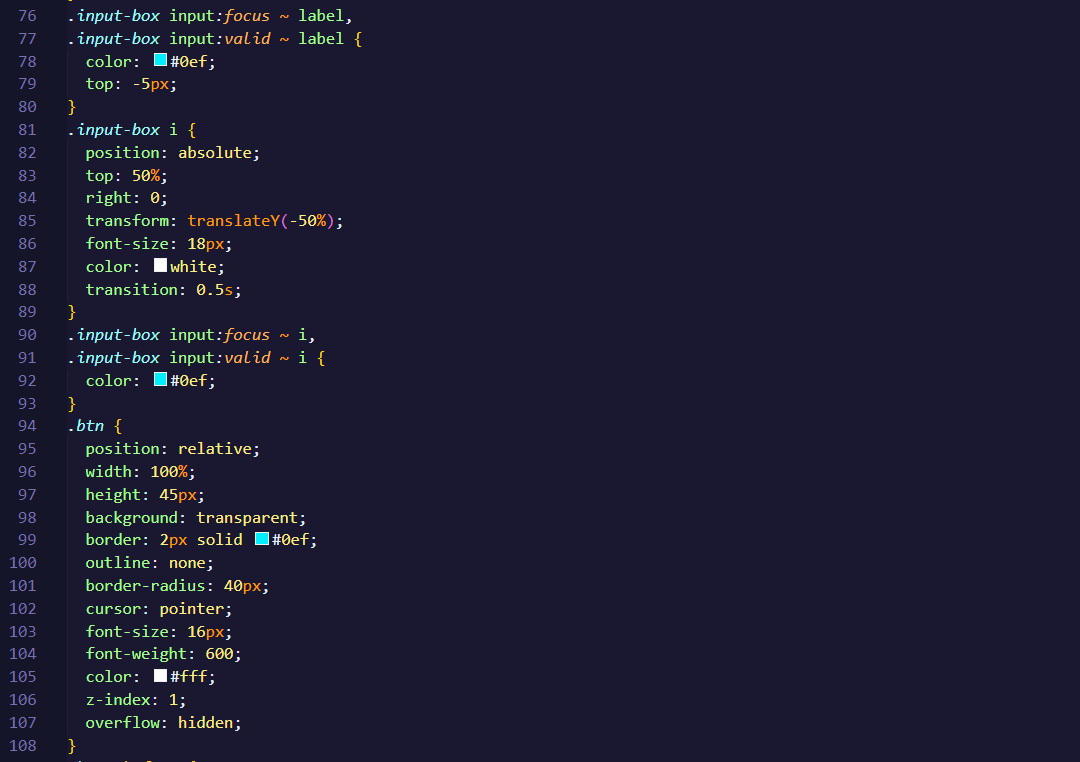 76 .input-box input:focus ~ label,
77 .input-box input:valid ~ label {
78 color: #0ef;
79 top: -5px;
80 }
81 .input-box i {
82 position: absolute;
83 top: 50%;
84 right: 0;
85 transform: translateY(-50%);
86 font-size: 18px;
87 color: white;
88 transition: 0.5s;
89 }
90 .input-box input:focus ~ i,
91 .input-box input:valid ~ i {
92 color: #0ef;
93 }
94 .btn {
95 position: relative;
96 width: 100%;
97 height: 45px;
98 background: transparent;
99 border: 2px solid #0ef;
100 outline: none;
101 border-radius: 40px;
102 cursor: pointer;
103 font-size: 16px;
104 font-weight: 600;
105 color: #fff;
106 z-index: 1;
107 overflow: hidden;
108 }